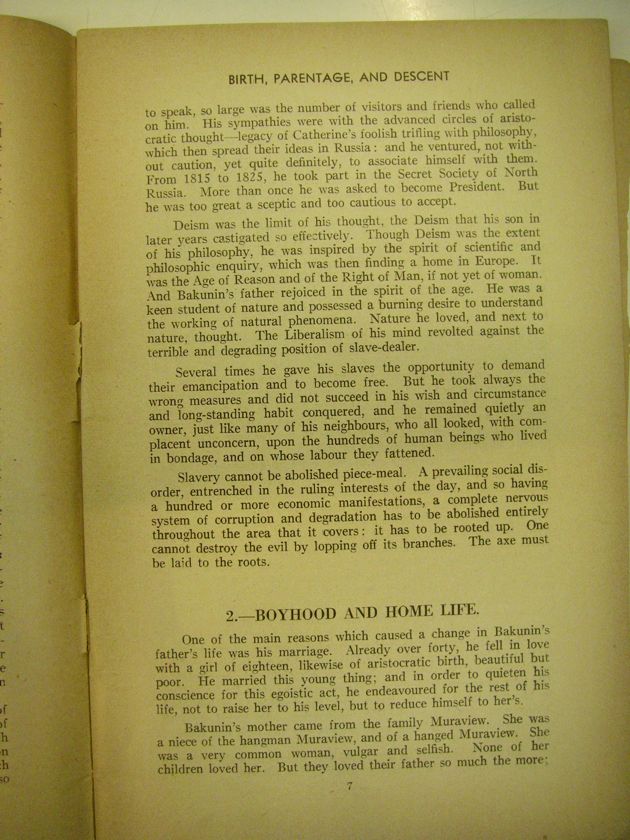 BIRTH, PARENTAGE, AND DESCENT
to speak, so large was the number of visitors and friends who called
on him. His sympathies were with the advanced circles of aristo-
cratic thought—legacy of Catherine's foolish trifling with philosophy,
which then spread their ideas in Russia: and he ventured, not with-
out caution, yet quite definitely, to associate himself with them.
From 1815 to 1825, he took part in the Secret Society of North
Russia. More than once he was asked to become President. But
he was too great a sceptic and too cautious to accept.
Deism was the limit of his thought, the Deism that his son in
later years castigated so effectively. Though Deism was the extent
of his philosophy, he was inspired by the spirit of scientific and
philosophic enquiry, which was then finding a home in Europe. It
was the Age of Reason and of the Right of Man, if not yet of woman.
And Bakunin's father rejoiced in the spirit of the age. He was a
keen student of nature and possessed a burning desire to understand
the working of natural phenomena. Nature he loved, and next to
nature, thought. The Liberalism of his mind revolted against the
terrible and degrading position of slave-dealer.
Several times he gave his slaves the opportunity to demand
their emancipation and to become free. But he took always the
wrong measures and did not succeed in his wish and circumstance
and long-standing habit conquered, and he remained quietly an
owner, just like many of his neighbours, who all looked, with com-
placent unconcern, upon the hundreds of human beings who lived
in bondage, and on whose labour they fattened.
Slavery cannot be abolished piece-meal. A prevailing social dis-
order, entrenched in the ruling interests of the day, and so having
a hundred or more economic manifestations, a complete nervous
system of corruption and degradation has to be abolished entirely
throughout the area that it covers: it has to be rooted up. One
cannot destroy the evil by lopping off its branches. The axe must
be laid to the roots.
2.—BOYHOOD AND HOME LIFE.
One of the main reasons which caused a change in Bakunin's
father's life was his marriage. Already over forty, he fell in love
with a girl of eighteen, likewise of aristocratic birth, beautiful but
poor. He married this young thing; and in order to quieten his
conscience for this egoistic act, he endeavoured for the rest of his
life, not to raise her to his level, but to reduce himself to her's.
Bakunin's mother came from the family Muraview. She was
a niece of the hangman Muraview, and of a hanged Muraview. She
was a very common woman, vulgar and selfish. None of her
children loved her. But they loved their father so much the more;
7